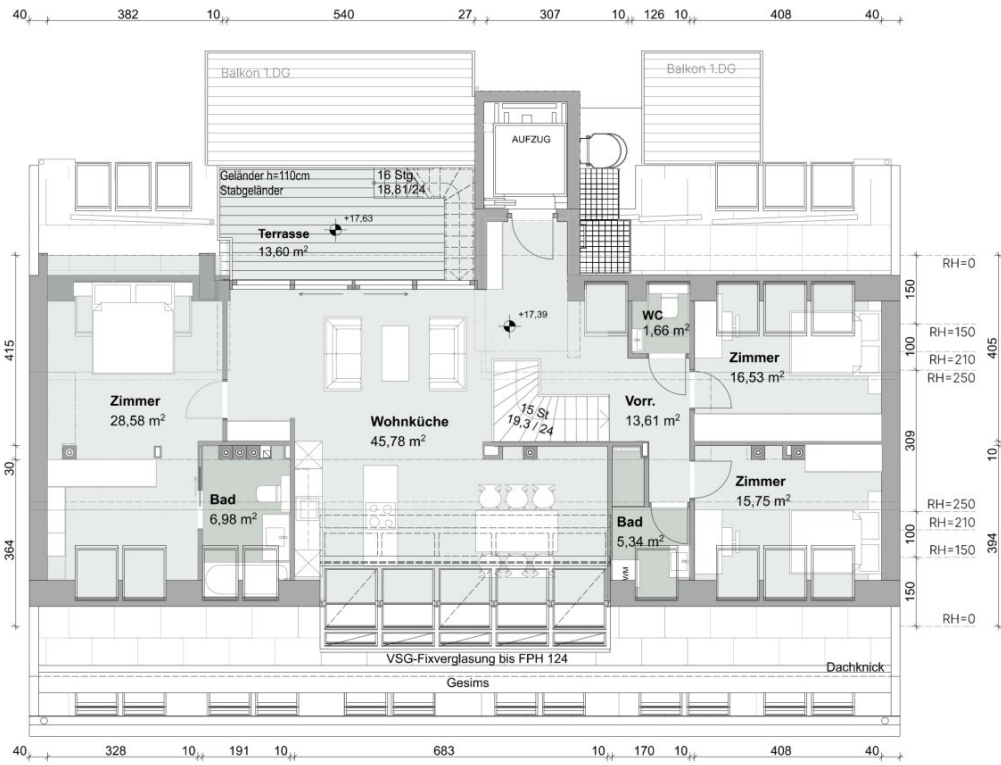 40 382 10 540 27 307 10 126 10 408 40
Balkon 1.DG
Balkon 1.DG
AUFZUG
Geländer h=110cm
Stabgeländer
16 Stg.
18,81/24
+17,63
Terrasse
13,60 m²
RH=0
150
+17,39
WC
1,66 m²
RH=150
100
RH=210
RH=250
415
405
Zimmer
16,53 m²
Zimmer
28,58 m²
Wohnküche
45,78 m²
15 St
19,3 / 24
Vorr.
13,61 m²
309
30
10
Zimmer
15,75 m²
Bad
6,98 m²
Bad
5,34 m²
RH=250
RH=210
100
RH=150
364
394
WM
150
RH=0
VSG-Fixverglasung bis FPH 124
Dachknick
Gesims
40 328 10 191 10 683 10 170 10 408 40